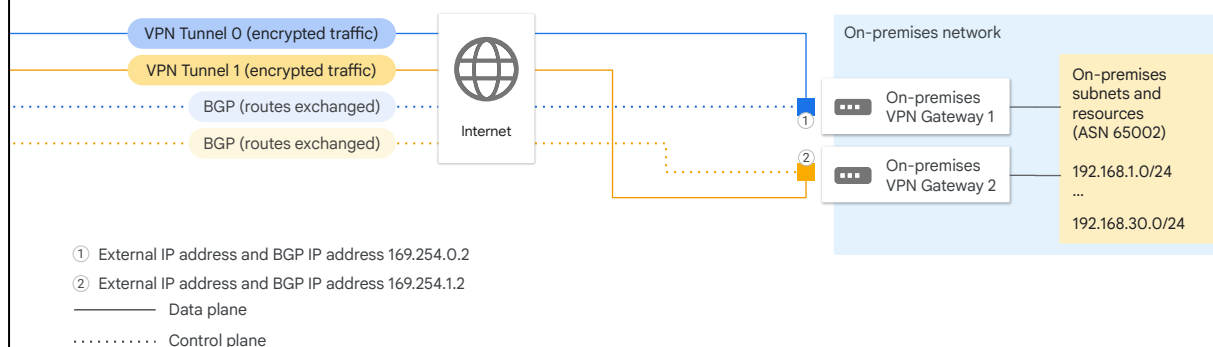 VPN Tunnel 0 (encrypted traffic)
VPN Tunnel 1 (encrypted traffic)
BGP (routes exchanged)
BGP (routes exchanged)
Internet
On-premises network
1
On-premises
VPN Gateway 1
2
On-premises
VPN Gateway 2
On-premises
subnets and
resources
(ASN 65002)
192.168.1.0/24
...
192.168.30.0/24
1 External IP address and BGP IP address 169.254.0.2
2 External IP address and BGP IP address 169.254.1.2
Data plane
Control plane